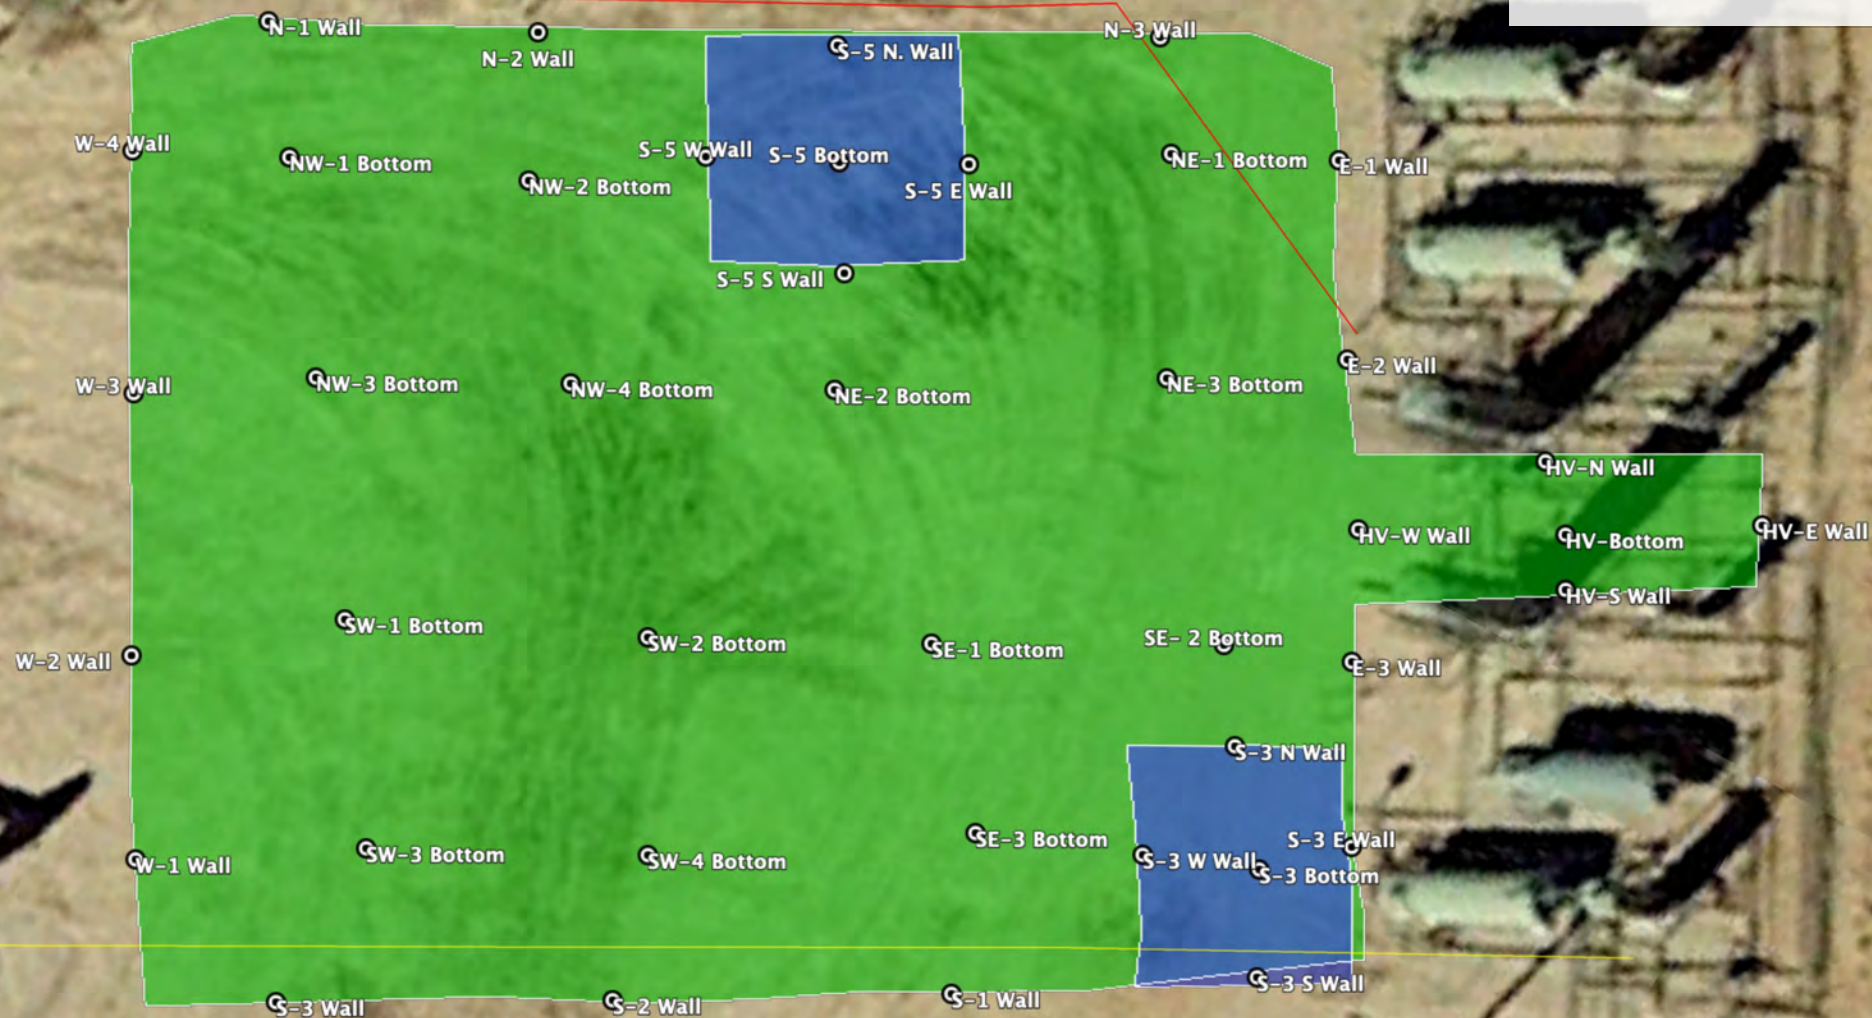 N-1 Wall
N-2 Wall
S-5 N. Wall
N-3 Wall
W-4 Wall
NW-1 Bottom
NW-2 Bottom
S-5 W Wall
S-5 Bottom
S-5 E Wall
NE-1 Bottom
E-1 Wall
S-5 S Wall
W-3 Wall
NW-3 Bottom
NW-4 Bottom
NE-2 Bottom
NE-3 Bottom
E-2 Wall
HV-N Wall
HV-W Wall
HV-Bottom
HV-E Wall
HV-S Wall
W-2 Wall
SW-1 Bottom
SW-2 Bottom
SE-1 Bottom
SE- 2 Bottom
E-3 Wall
S-3 N Wall
W-1 Wall
SW-3 Bottom
SW-4 Bottom
SE-3 Bottom
S-3 W Wall
S-3 E Wall
S-3 Bottom
S-3 Wall
S-2 Wall
S-1 Wall
S-3 S Wall